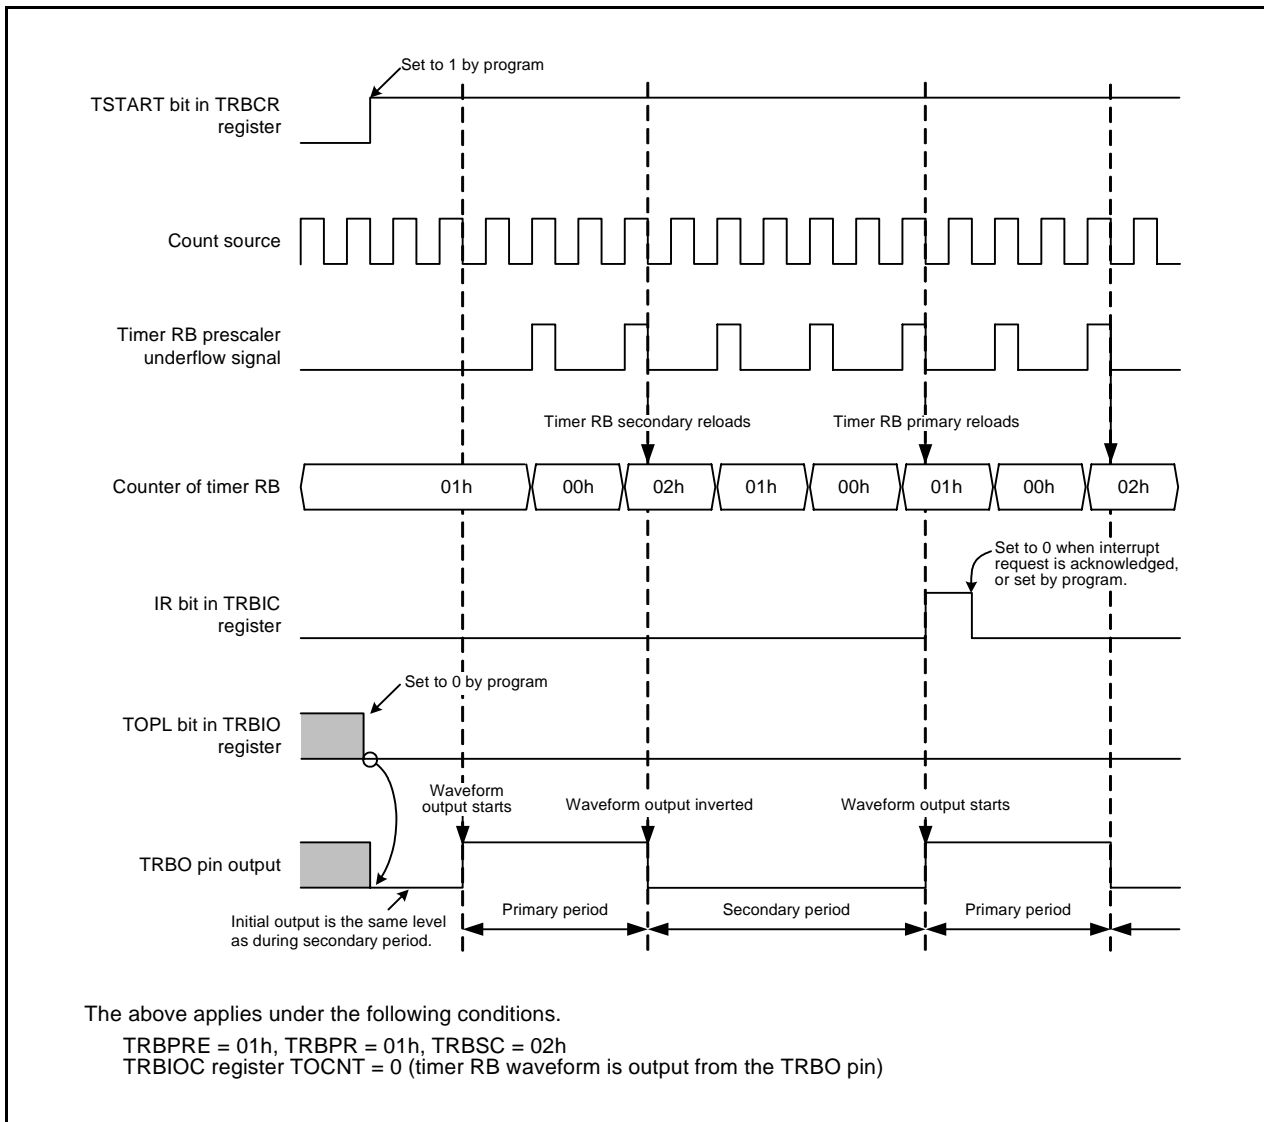 Set to 1 by program
TSTART bit in TRBCR
register
Count source
Timer RB prescaler
underflow signal
Timer RB secondary reloads
Timer RB primary reloads
Counter of timer RB
01h
00h
02h
01h
00h
01h
00h
02h
Set to 0 when interrupt
request is acknowledged,
or set by program.
IR bit in TRBIC
register
Set to 0 by program
TOPL bit in TRBIO
register
Waveform
output starts
Waveform output inverted
Waveform output starts
TRBO pin output
Initial output is the same level
as during secondary period.
Primary period
Secondary period
Primary period
The above applies under the following conditions.
TRBPRE = 01h, TRBPR = 01h, TRBSC = 02h
TRBIOC register TOCNT = 0 (timer RB waveform is output from the TRBO pin)